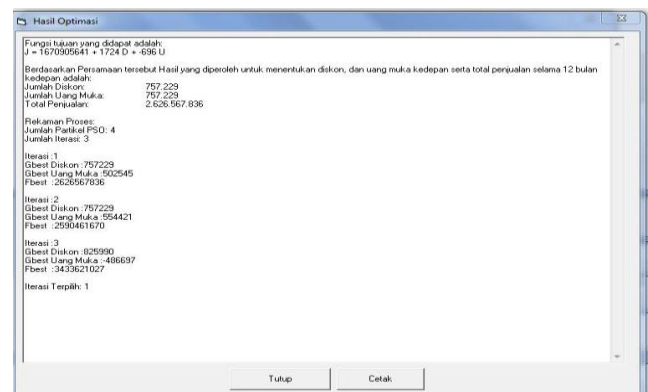 Hasil Optimasi
Fungsi tujuan yang didapat adalah:
J = 1670905641 + 1724 D + -696 U
Berdasarkan Persamaan tersebut Hasil yang diperoleh untuk menentukan diskon, dan uang muka kedepan serta total penjualan selama 12 bulan
kedepan adalah:
Jumlah Diskon: 757.229
Jumlah Uang Muka: 757.229
Total Penjualan: 2.626.567.836
Rekaman Proses:
Jumlah Partikel PSO: 4
Jumlah Iterasi: 3
Iterasi :1
Gbest Diskon :757229
Gbest Uang Muka :502545
Fbest :2626567836
Iterasi :2
Gbest Diskon :757229
Gbest Uang Muka :554421
Fbest :2590461670
Iterasi :3
Gbest Diskon :825990
Gbest Uang Muka :-486697
Fbest :3433621027
Iterasi Terpilih: 1
Tutup
Cetak